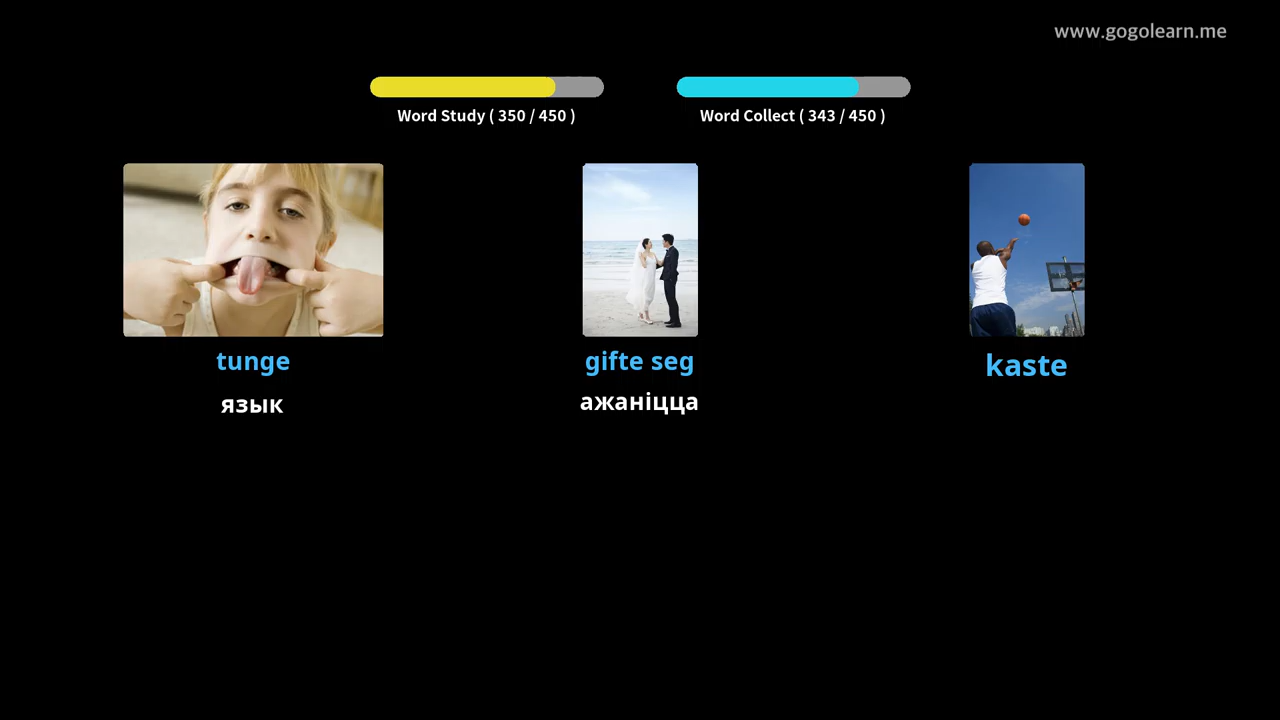 www.gogolearn.me
Word Study ( 350 / 450 )
Word Collect ( 343 / 450 )
tunge
язык
gifte seg
ажаніцца
kaste